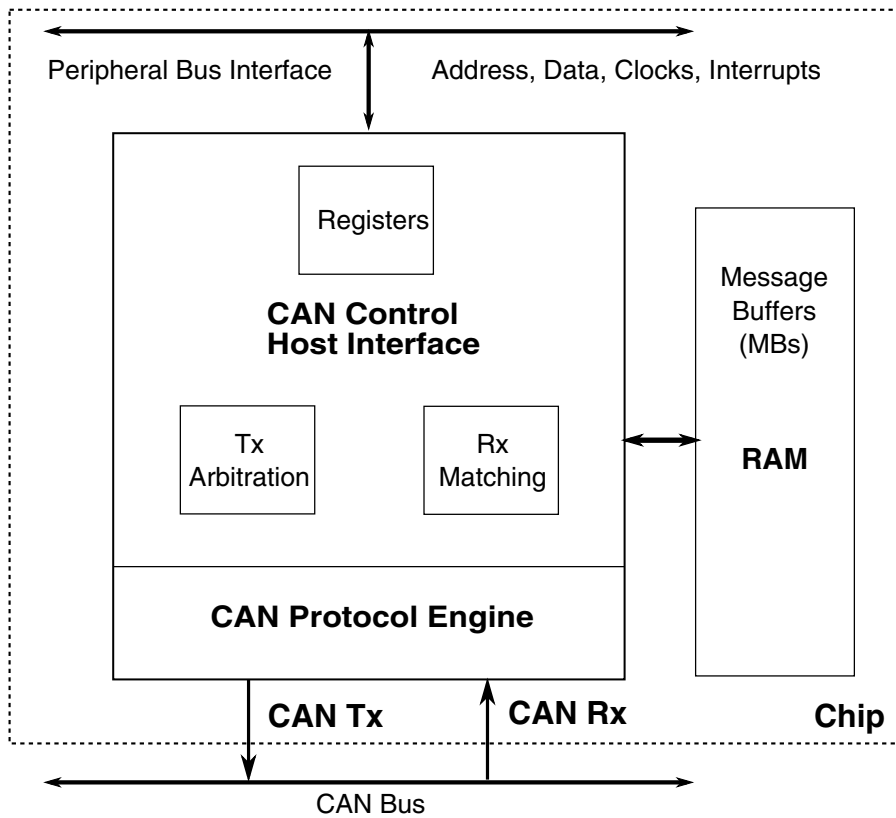 Peripheral Bus Interface
Address, Data, Clocks, Interrupts
Registers
CAN Control
Host Interface
Message
Buffers
(MBs)
Tx
Arbitration
Rx
Matching
RAM
CAN Protocol Engine
CAN Tx
CAN Rx
Chip
CAN Bus